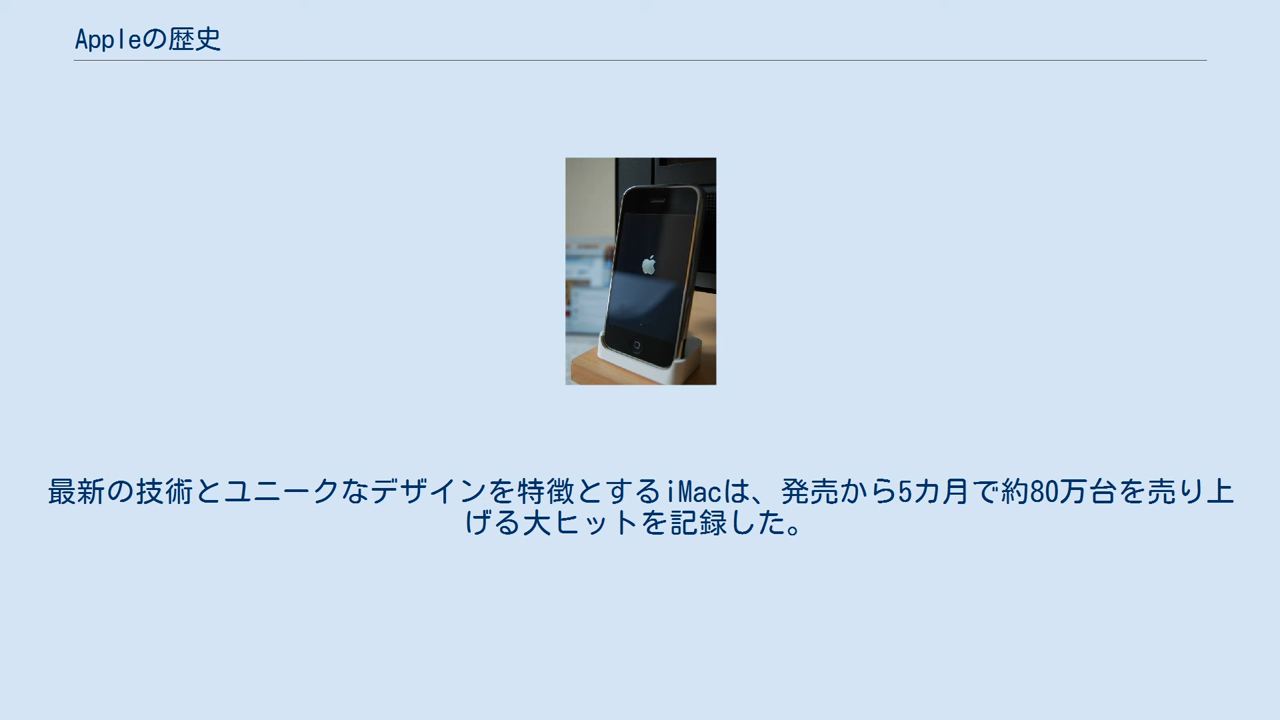 Appleの歴史
最新の技術とユニークなデザインを特徴とするiMacは、発売から5カ月で約80万台を売り上
げる大ヒットを記録した。